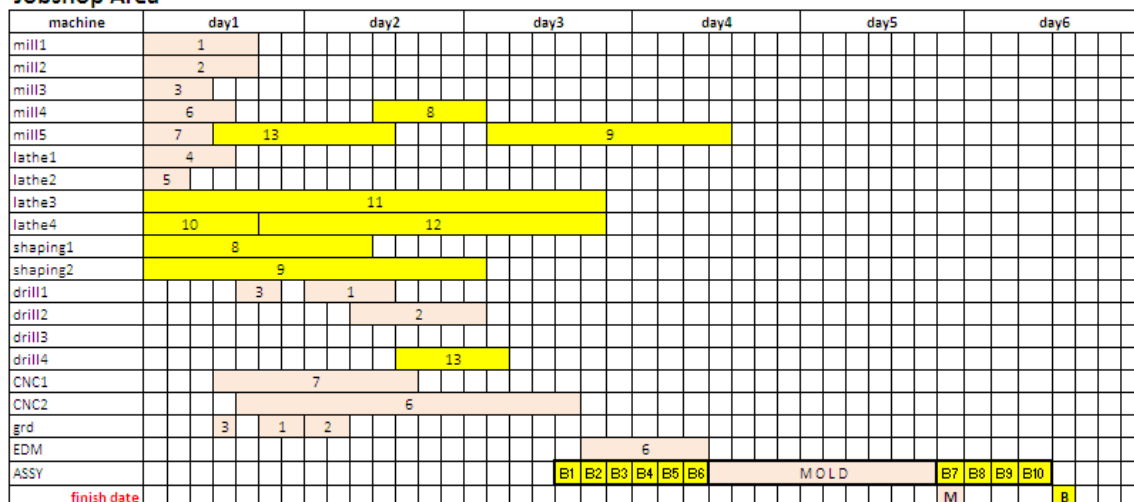 Jobshop Area
machine day1 day2 day3 day4 day5 day6
mill1 1
mill2 2
mill3 3
mill4 6 8
mill5 7 13 9
lathe1 4
lathe2 5
lathe3 11
lathe4 10 12
shaping1 8
shaping2 9
drill1 3 1
drill2 2
drill3
drill4 13
CNC1 7
CNC2 6
grd 3 1 2
EDM 6
ASSY B1 B2 B3 B4 B5 B6 MOLD B7 B8 B9 B10
finish date M B